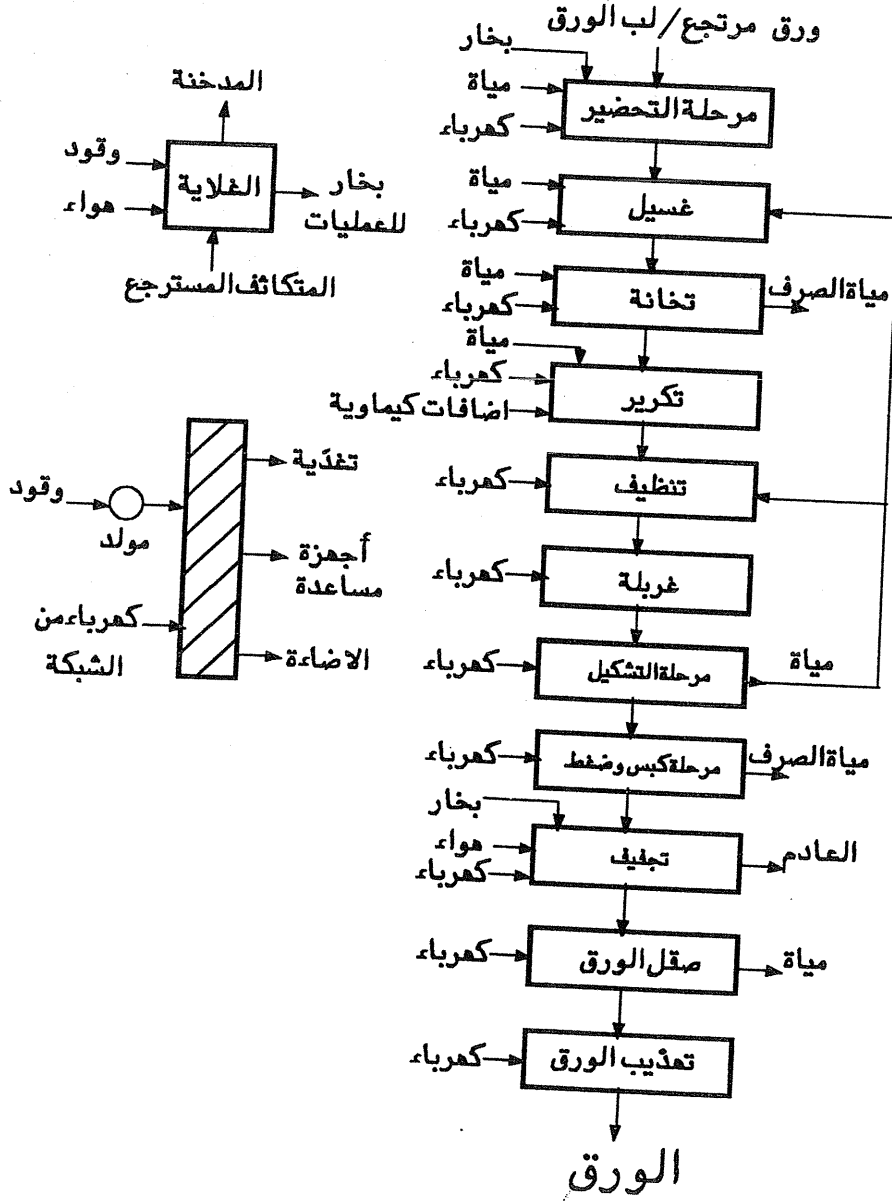 ورق مرتجع/لب الورق
بخار
مياة
كهرباء
مرحلة التحضير
مياة
كهرباء
غسيل
مياة
كهرباء
تخانة
مياة الصرف
مياة
كهرباء
اضافات كيماوية
تكرير
كهرباء
تنظيف
كهرباء
غربلة
كهرباء
مرحلة التشكيل
مياة
كهرباء
مرحلة كبس وضغط
مياة الصرف
بخار
هواء
كهرباء
تجفيف
العادم
كهرباء
صقل الورق
مياة
كهرباء
تهذيب الورق
الورق
المدخنة
وقود
هواء
الغلاية
بخار
للعمليات
المتكاثف المسترجع
وقود
مولد
كهرباء من
الشبكة
تغذية
أجهزة
مساعدة
الاضاءة